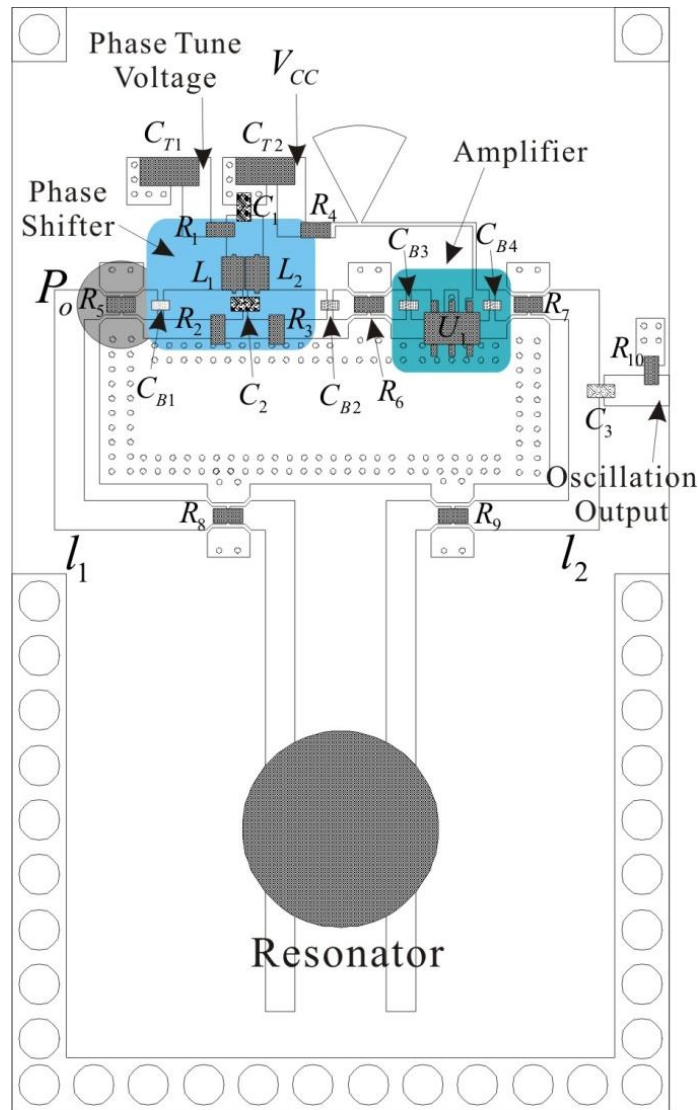 Phase Tune
Voltage
V_CC
C_T1
C_T2
Amplifier
Phase
Shifter
C_1
R_1
R_4
C_B3
C_B4
L_1
L_2
P_o
R_5
R_7
U_1
R_2
R_3
R_10
C_B1
C_2
C_B2
R_6
C_3
Oscillation
Output
R_8
R_9
l_1
l_2
Resonator